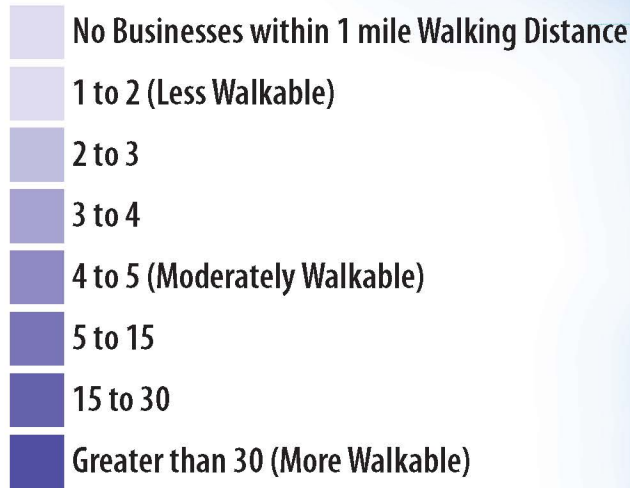 No Businesses within 1 mile Walking Distance
1 to 2 (Less Walkable)
2 to 3
3 to 4
4 to 5 (Moderately Walkable)
5 to 15
15 to 30
Greater than 30 (More Walkable)